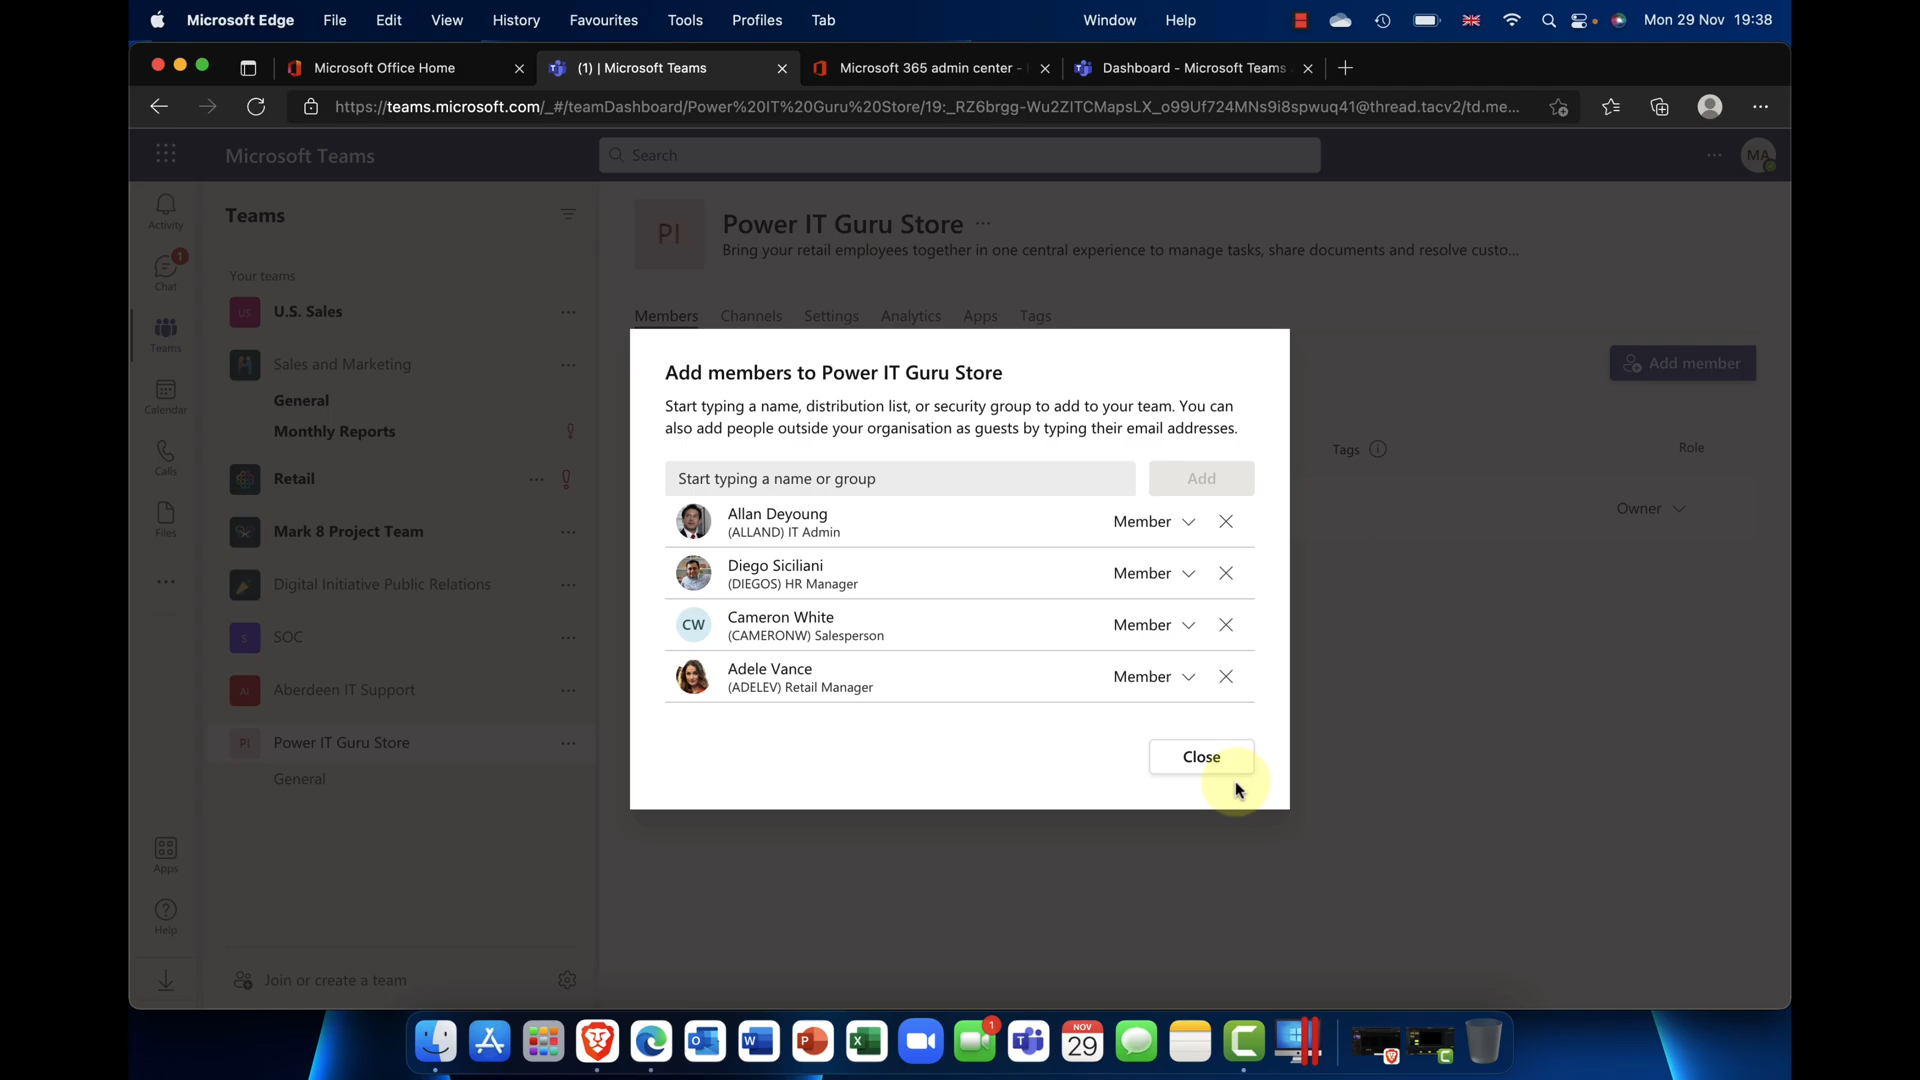 Microsoft Edge File Edit View History Favourites Tools Profiles Tab Window Help Mon 29 Nov 19:38
Microsoft Office Home (1) | Microsoft Teams Microsoft 365 admin center - Dashboard - Microsoft Teams
https://teams.microsoft.com/_#/teamDashboard/Power%20IT%20Guru%20Store/19:_RZ6brgg-Wu2ZITCMapsLX_o99Uf724MNs9i8spwuq41@thread.tacv2/td.me...
Microsoft Teams
Search
MA
Activity
1
Chat
Teams
Calendar
Calls
Files
Apps
Help
Teams
Your teams
US U.S. Sales
Sales and Marketing
General
Monthly Reports
Retail
Mark 8 Project Team
Digital Initiative Public Relations
S SOC
AI Aberdeen IT Support
PI Power IT Guru Store
General
Join or create a team
PI
Power IT Guru Store
Bring your retail employees together in one central experience to manage tasks, share documents and resolve custo...
Members Channels Settings Analytics Apps Tags
Add member
Tags Role
Owner
Add members to Power IT Guru Store
Start typing a name, distribution list, or security group to add to your team. You can
also add people outside your organisation as guests by typing their email addresses.
Start typing a name or group Add
Allan Deyoung
(ALLAND) IT Admin
Member
Diego Siciliani
(DIEGOS) HR Manager
Member
CW
Cameron White
(CAMERONW) Salesperson
Member
Adele Vance
(ADELEV) Retail Manager
Member
Close
1
NOV
29